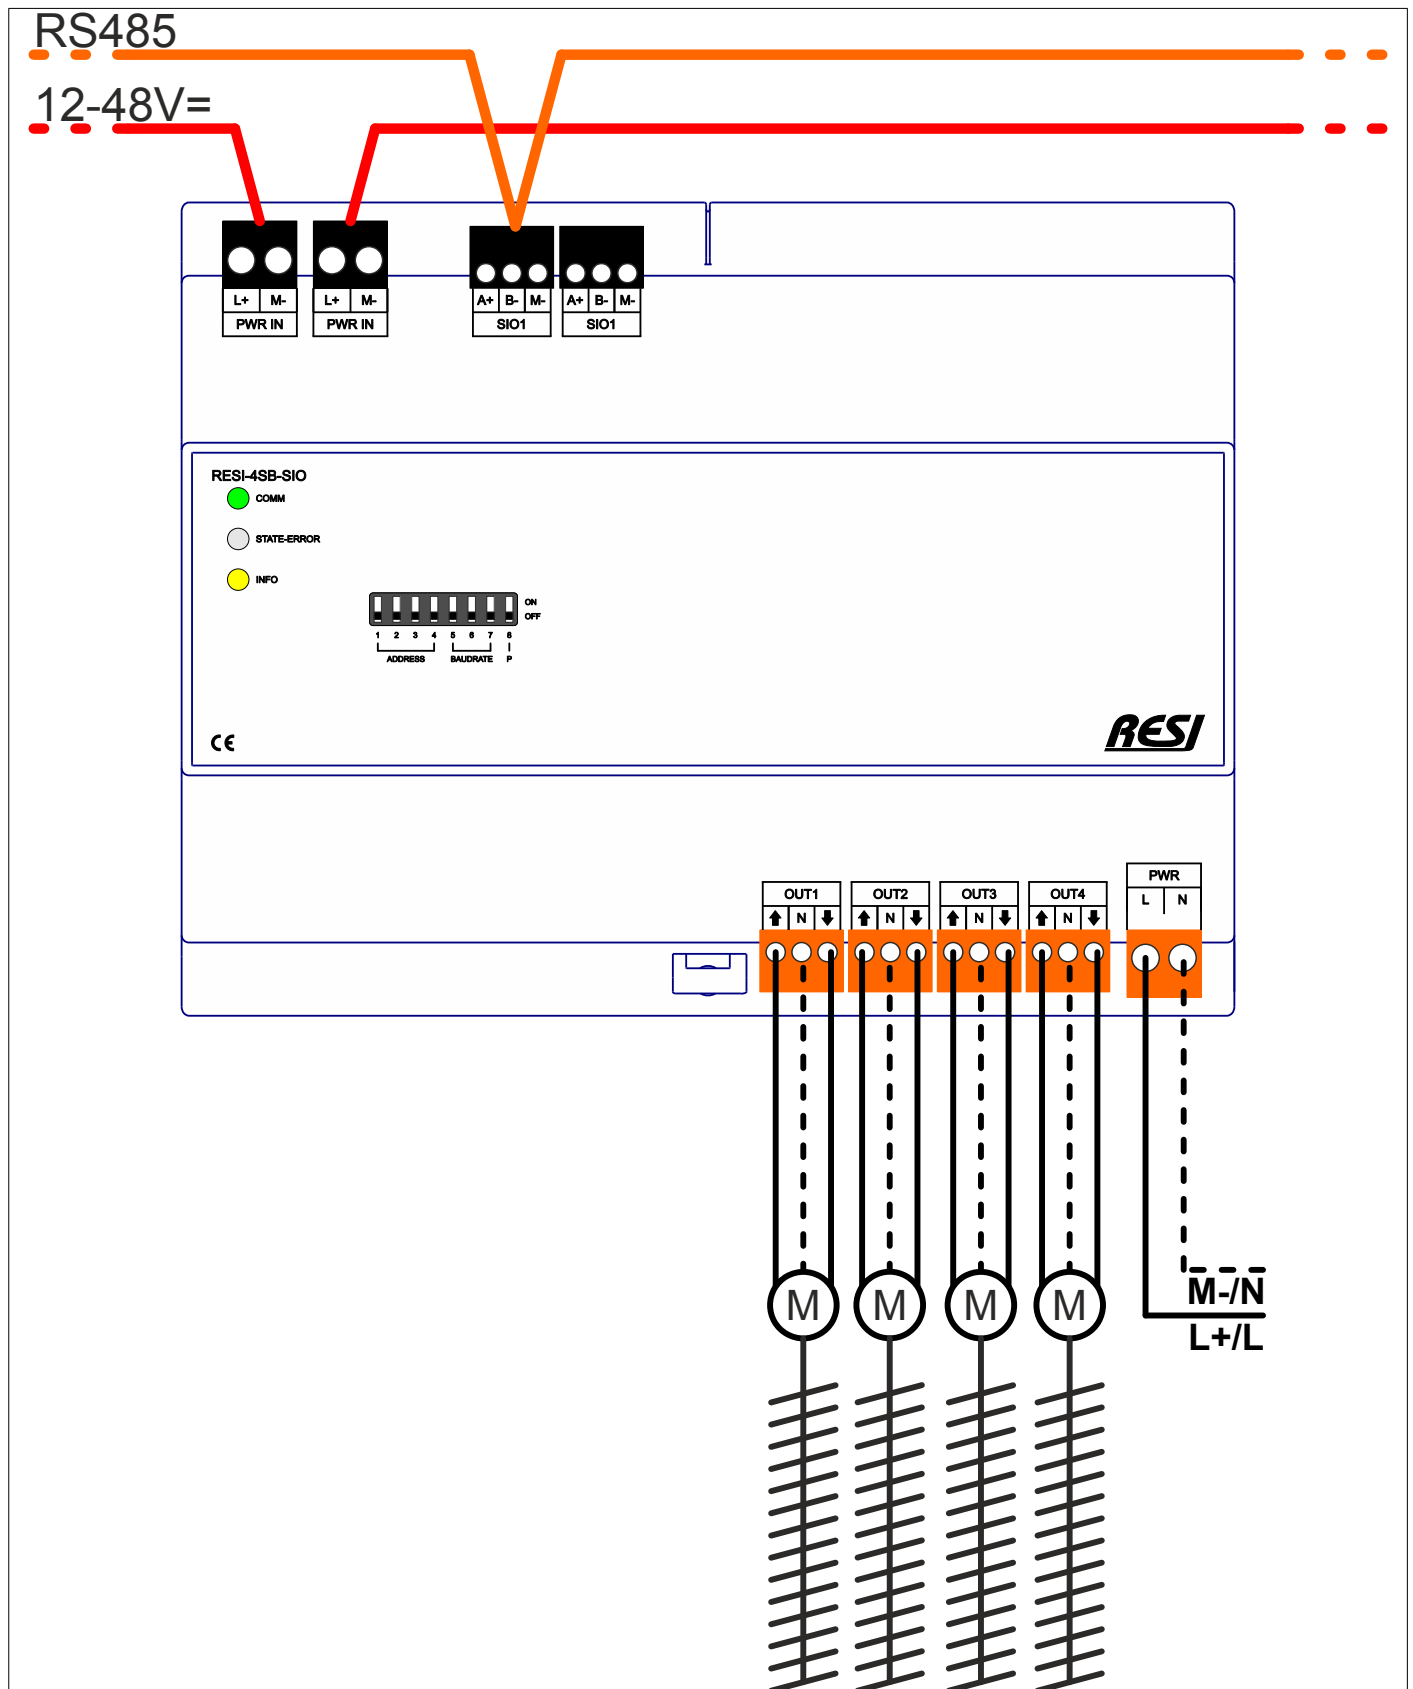 RS485
12-48V=
L+ M- L+ M- A+ B- M- A+ B- M-
PWR IN PWR IN SIO1 SIO1
RESI-4SB-SIO
COMM
STATE-ERROR
INFO
ON
OFF
1 2 3 4 5 6 7 8
ADDRESS BAUDRATE P
CE
RESI
PWR
OUT1 OUT2 OUT3 OUT4
L N
N N N N
M M M M
M-/N
L+/L